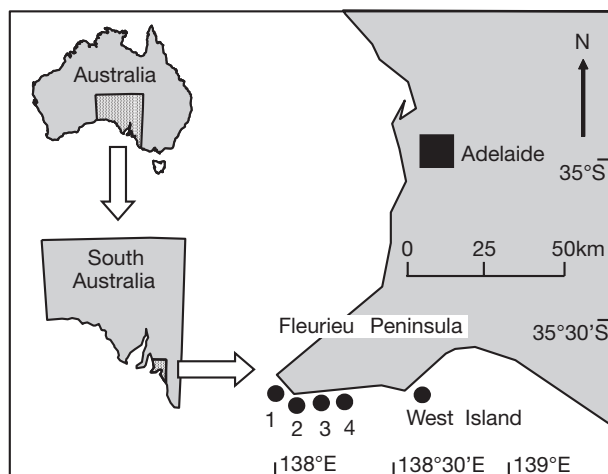 Australia
N
Adelaide
35°S
0 25 50km
South
Australia
Fleurieu Peninsula
35°30'S
1 2 3 4
West Island
138°E 138°30'E 139°E